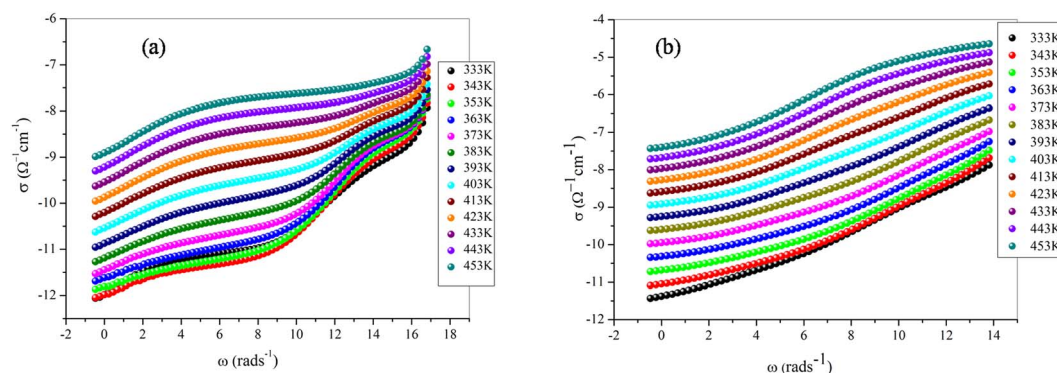 (a)
-6
-7
-8
-9
-10
-11
-12
σ (Ω⁻¹cm⁻¹)
0 2 4 6 8 10 12 14 16 18
ω (rads⁻¹)
333K
343K
353K
363K
373K
383K
393K
403K
413K
423K
433K
443K
453K
(b)
-4
-5
-6
-7
-8
-9
-10
-11
-12
σ (Ω⁻¹cm⁻¹)
0 2 4 6 8 10 12 14
ω (rads⁻¹)
333K
343K
353K
363K
373K
383K
393K
403K
413K
423K
433K
443K
453K